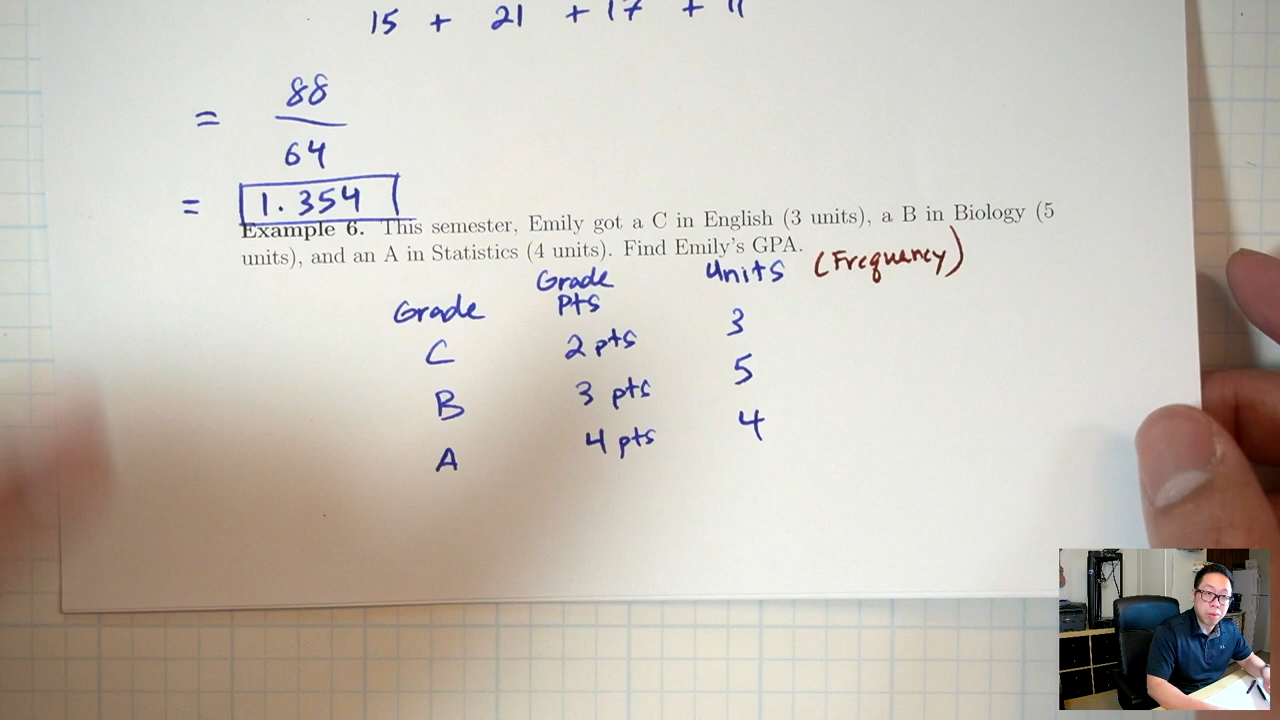 15 + 21 + 17 + 11
= 88
64
= 1.354
Example 6. This semester, Emily got a C in English (3 units), a B in Biology (5
units), and an A in Statistics (4 units). Find Emily's GPA.
Grade Grade Pts Units (Frequency)
C 2 pts 3
B 3 pts 5
A 4 pts 4